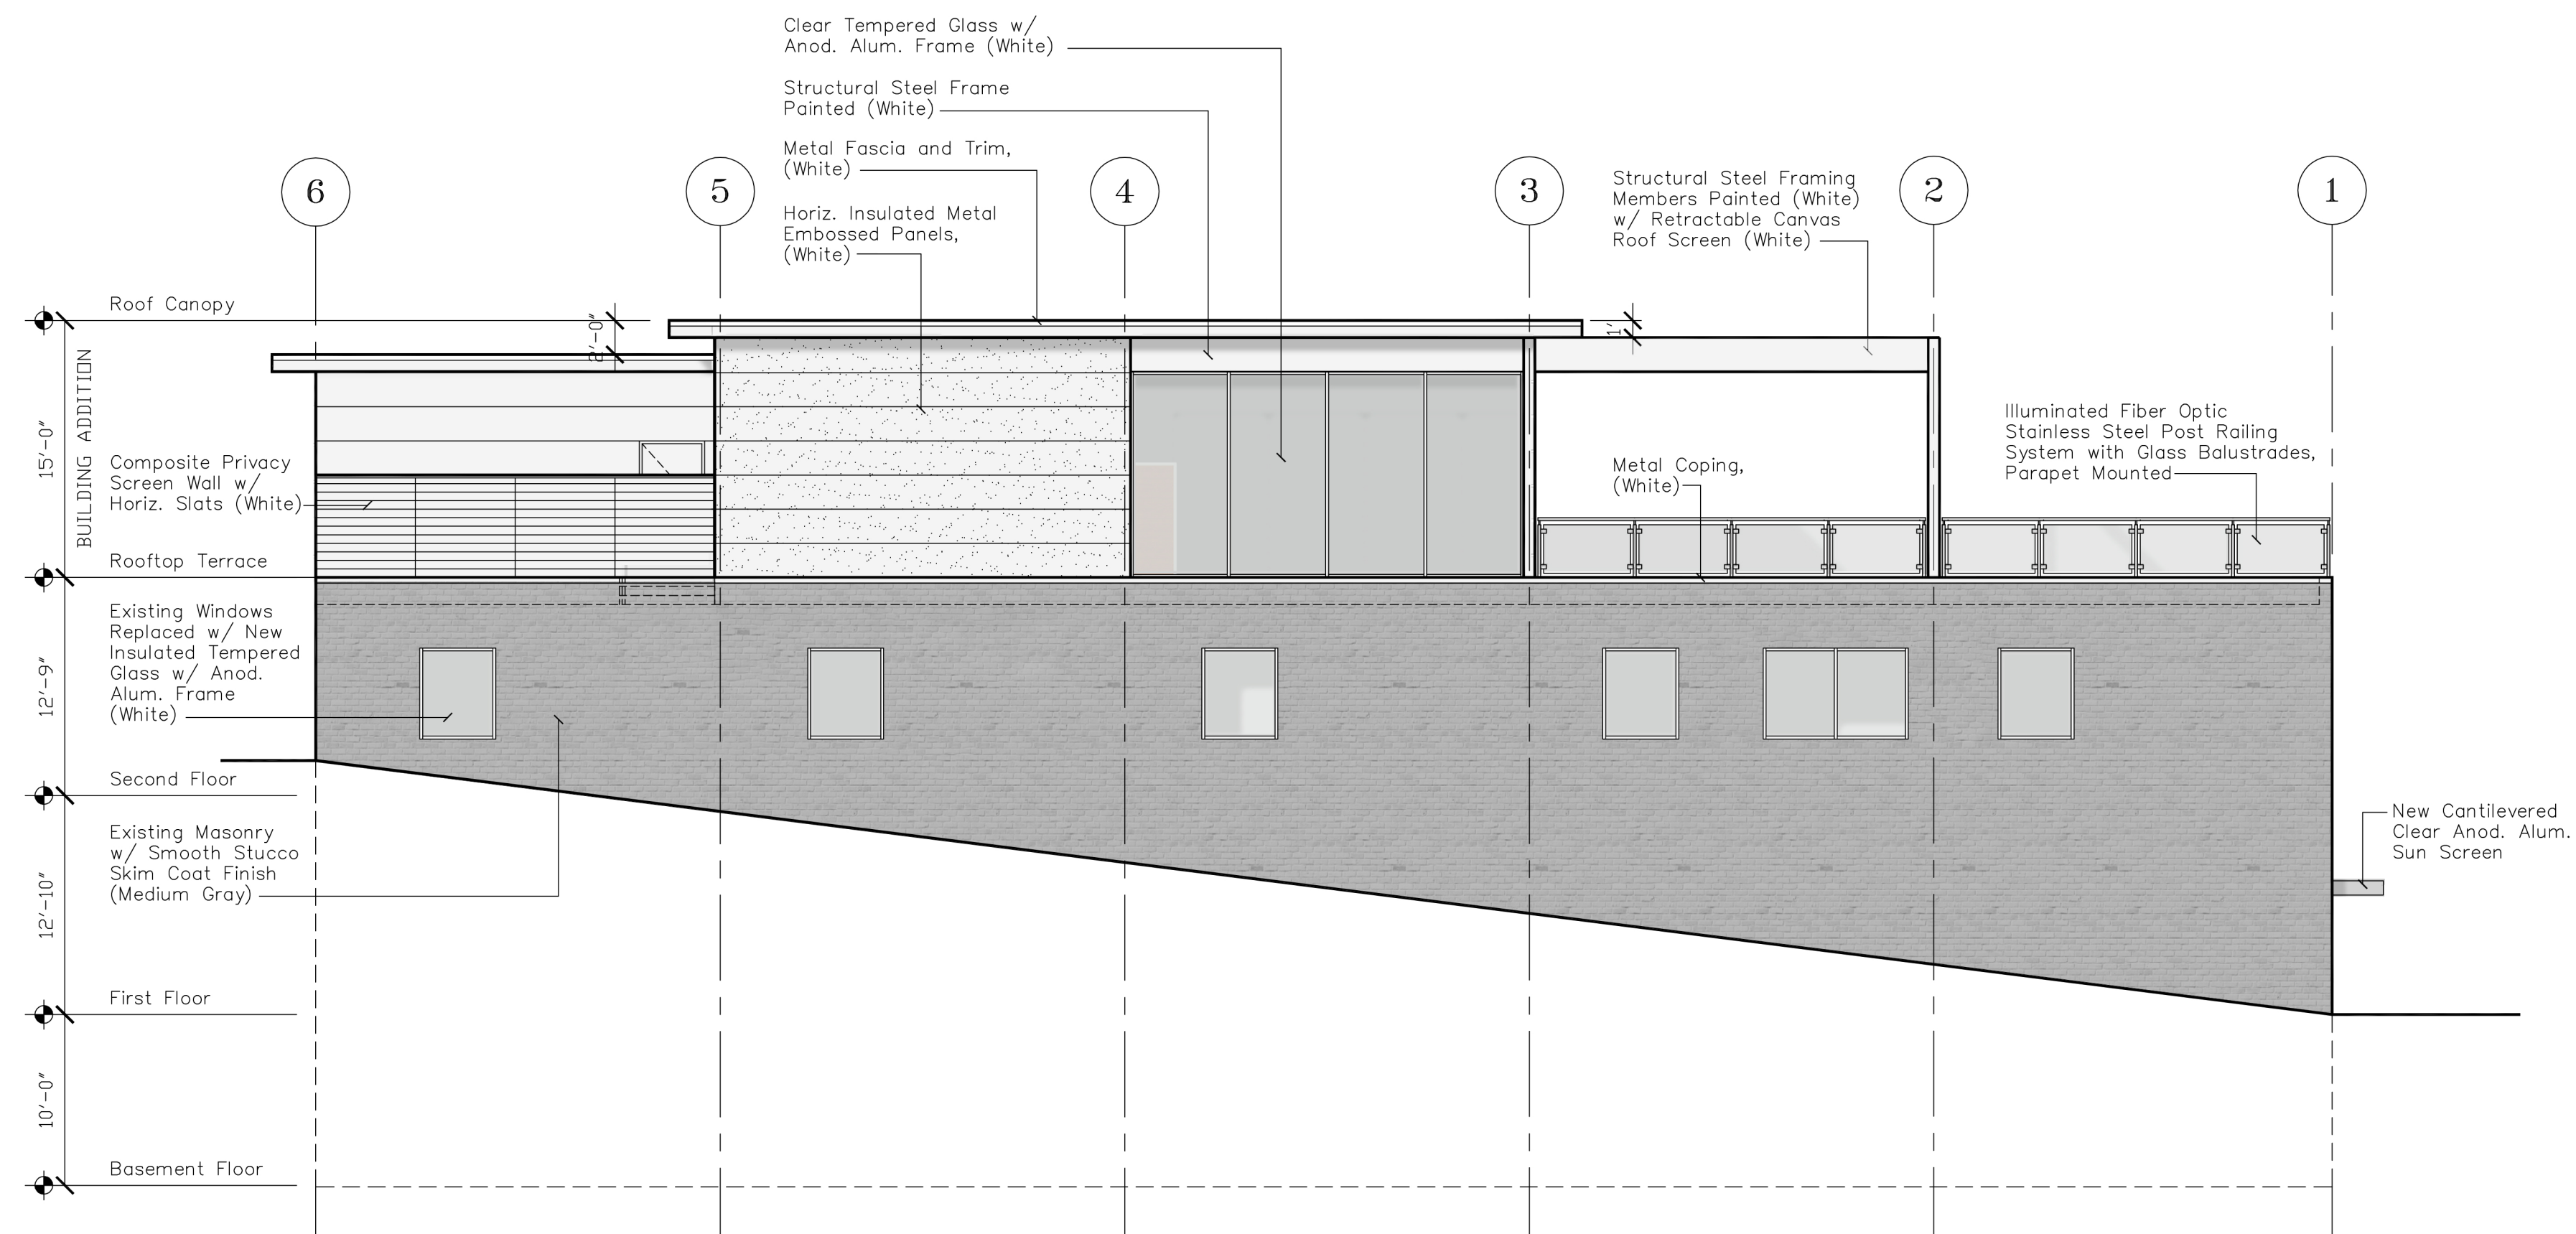 Clear Tempered Glass w/
Anod. Alum. Frame (White)
Structural Steel Frame
Painted (White)
Metal Fascia and Trim,
(White)
Horiz. Insulated Metal
Embossed Panels,
(White)
Structural Steel Framing
Members Painted (White)
w/ Retractable Canvas
Roof Screen (White)
6
5
4
3
2
1
Roof Canopy
2'-0"
1'
15'-0"
BUILDING ADDITION
Composite Privacy
Screen Wall w/
Horiz. Slats (White)
Metal Coping,
(White)
Illuminated Fiber Optic
Stainless Steel Post Railing
System with Glass Balustrades,
Parapet Mounted
Rooftop Terrace
Existing Windows
Replaced w/ New
Insulated Tempered
Glass w/ Anod.
Alum. Frame
(White)
12'-9"
Second Floor
Existing Masonry
w/ Smooth Stucco
Skim Coat Finish
(Medium Gray)
12'-10"
New Cantilevered
Clear Anod. Alum.
Sun Screen
First Floor
10'-0"
Basement Floor